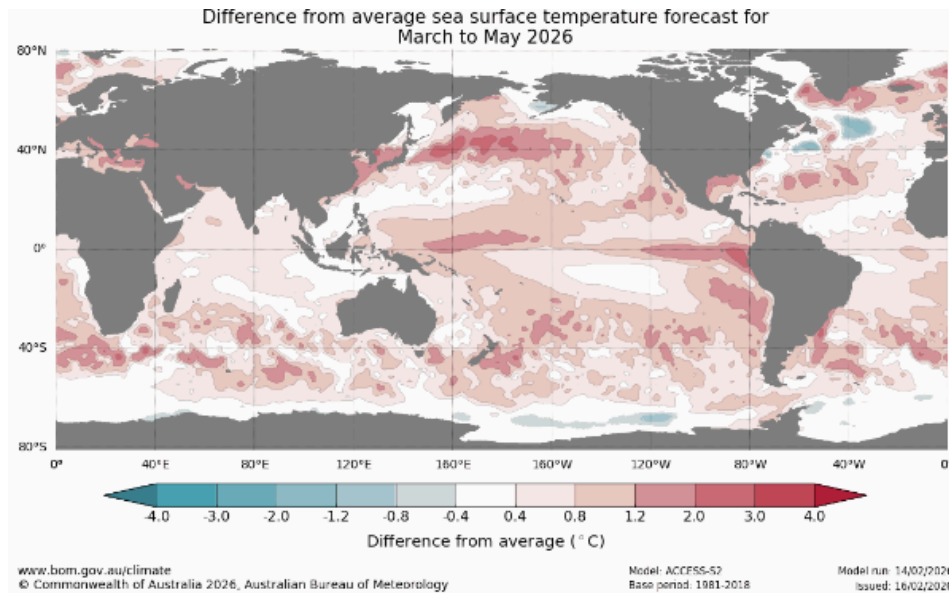 Difference from average sea surface temperature forecast for
March to May 2026
80°N
40°N
0°
40°S
80°S
0° 40°E 80°E 120°E 160°E 160°W 120°W 80°W 40°W 0
-4.0 -3.0 -2.0 -1.2 -0.8 -0.4 0.4 0.8 1.2 2.0 3.0 4.0
Difference from average (°C)
www.bom.gov.au/climate
© Commonwealth of Australia 2026, Australian Bureau of Meteorology
Model: ACCESS-S2
Base period: 1981-2018
Model run: 14/02/2026
Issued: 16/02/2026